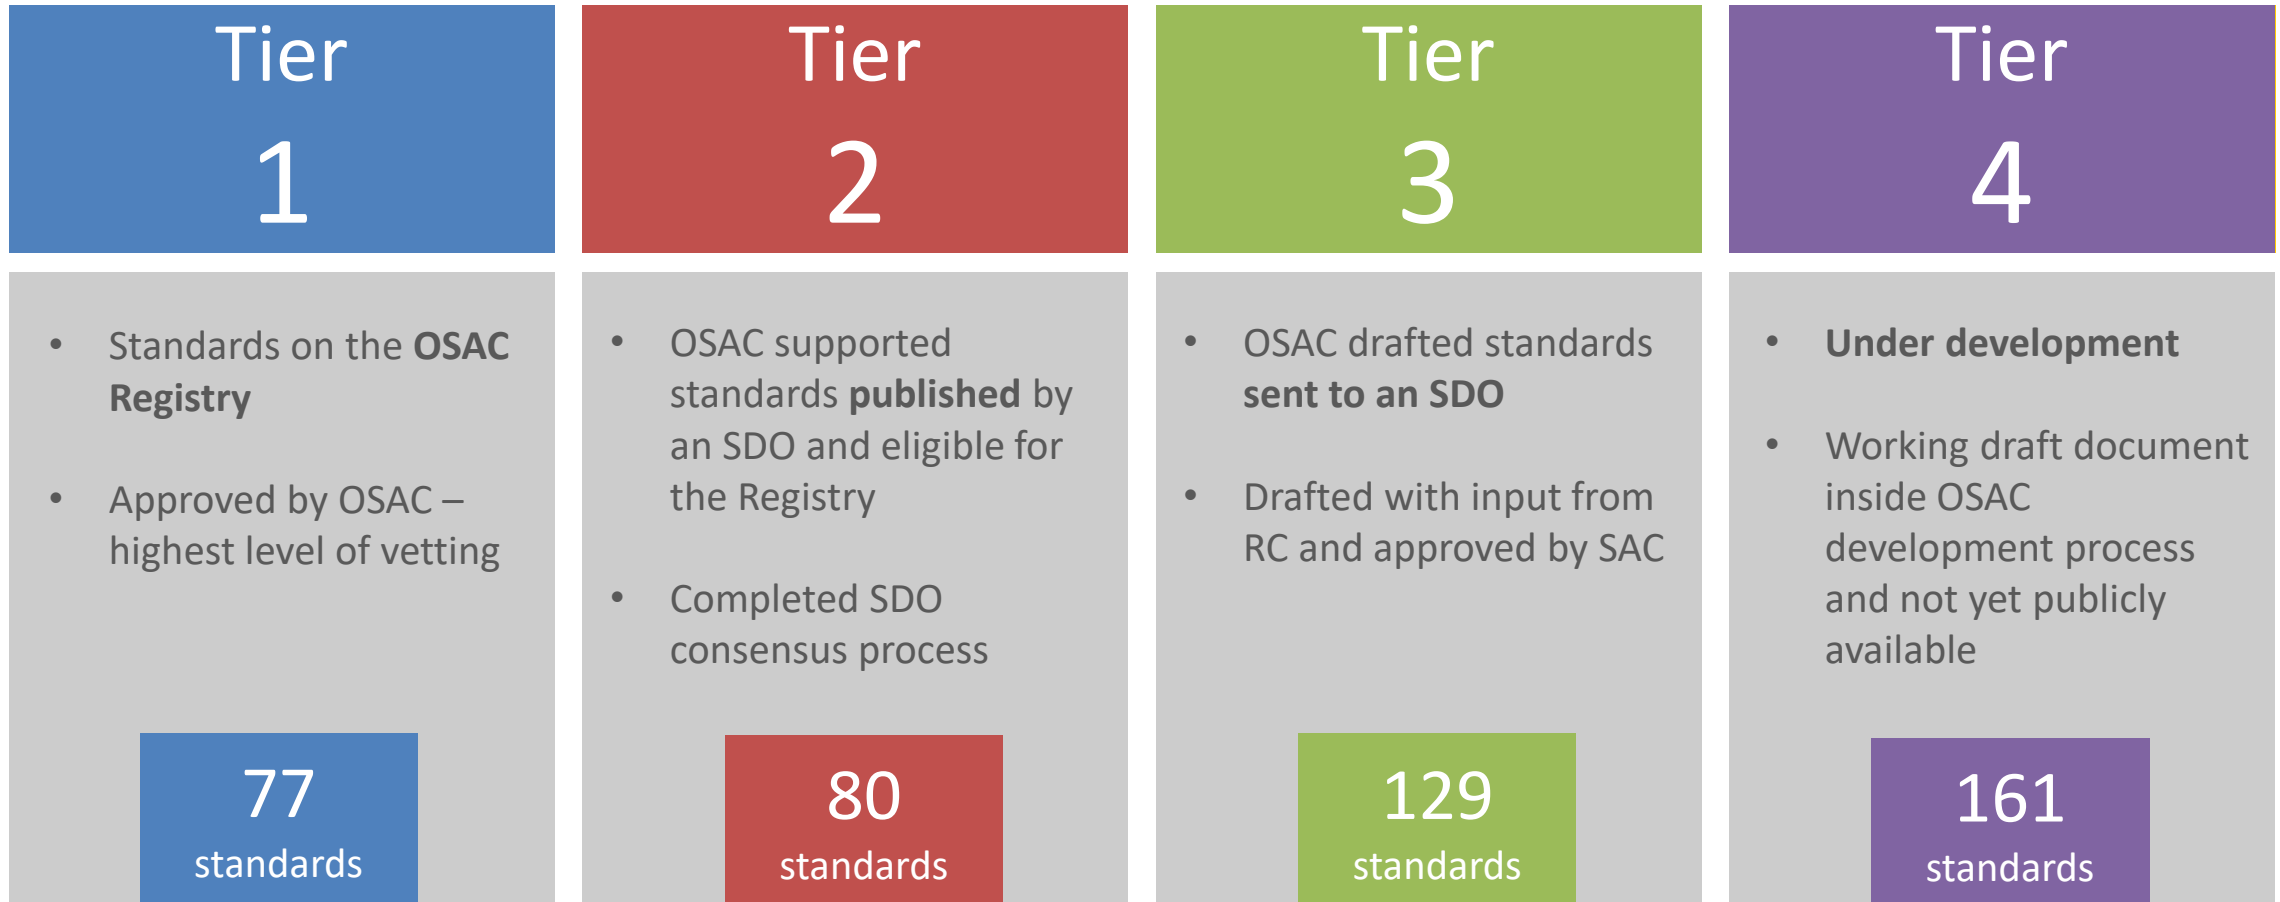 Tier
1
• Standards on the OSAC
Registry
• Approved by OSAC –
highest level of vetting
77
standards
Tier
2
• OSAC supported
standards published by
an SDO and eligible for
the Registry
• Completed SDO
consensus process
80
standards
Tier
3
• OSAC drafted standards
sent to an SDO
• Drafted with input from
RC and approved by SAC
129
standards
Tier
4
• Under development
• Working draft document
inside OSAC
development process
and not yet publicly
available
161
standards